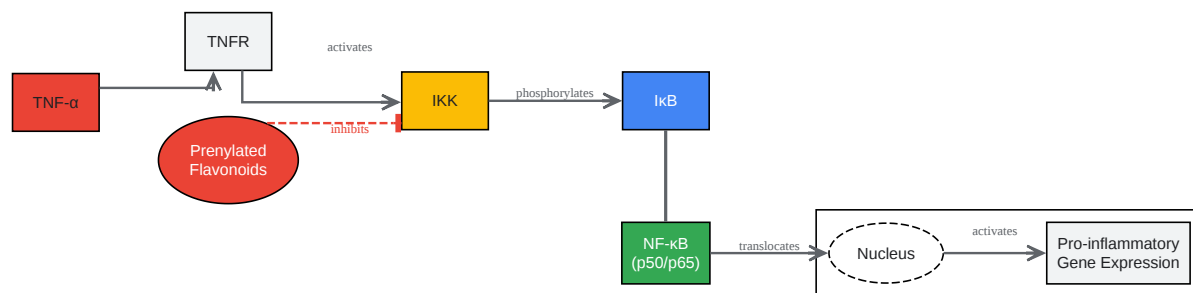 TNFR
activates
TNF-α
IKK
phosphorylates
IκB
inhibits
Prenylated
Flavonoids
NF-κB
(p50/p65)
translocates
Nucleus
activates
Pro-inflammatory
Gene Expression